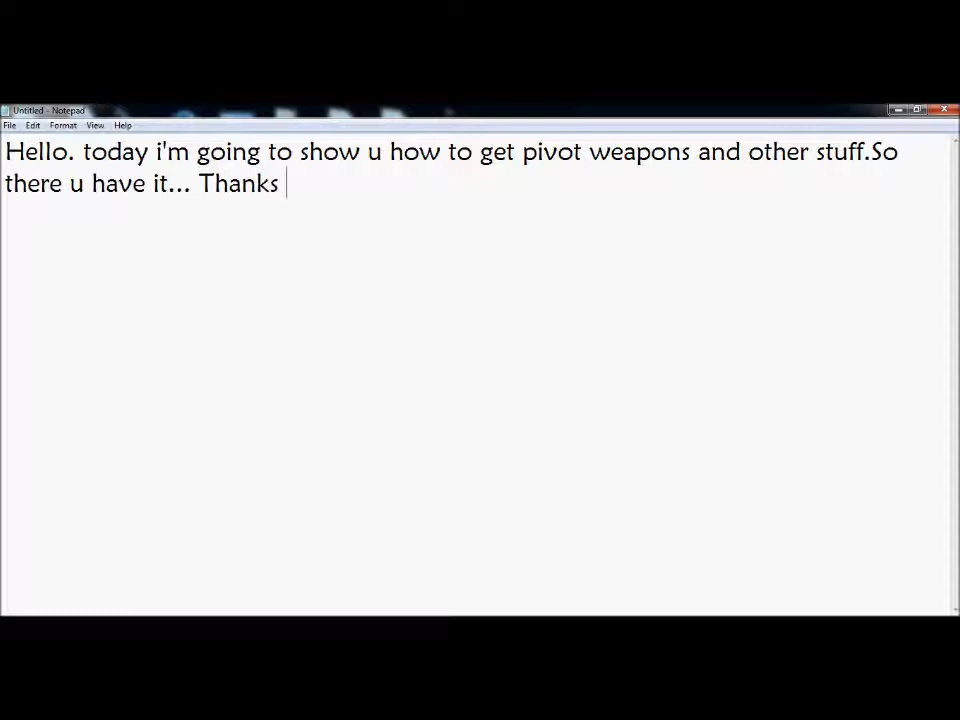 Untitled - Notepad
File Edit Format View Help
Hello. today i'm going to show u how to get pivot weapons and other stuff.So
there u have it... Thanks